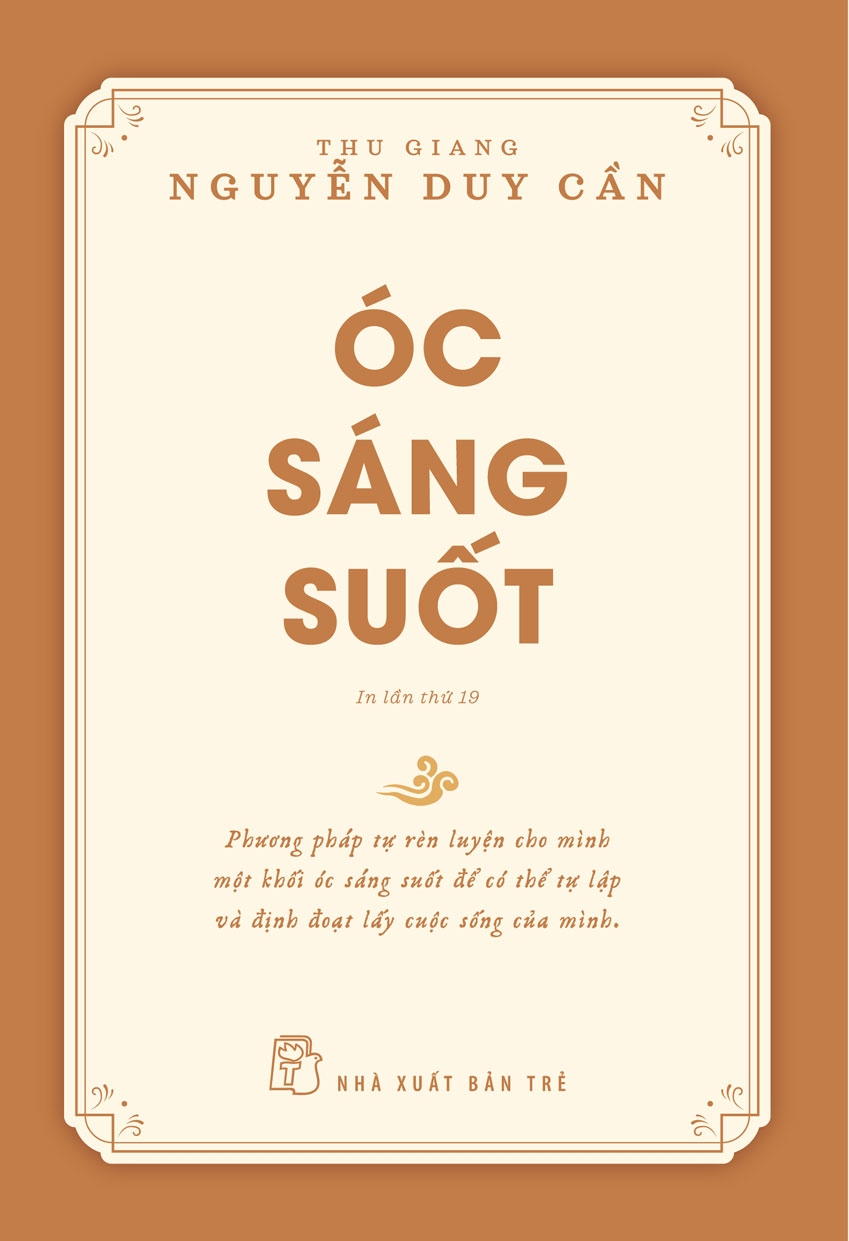 THU GIANG
NGUYỄN DUY CẦN
ÓC
SÁNG
SUỐT
In lần thứ 19
Phương pháp tự rèn luyện cho mình
một khối óc sáng suốt để có thể tự lập
và định đoạt lấy cuộc sống của mình.
T
NHÀ XUẤT BẢN TRẺ